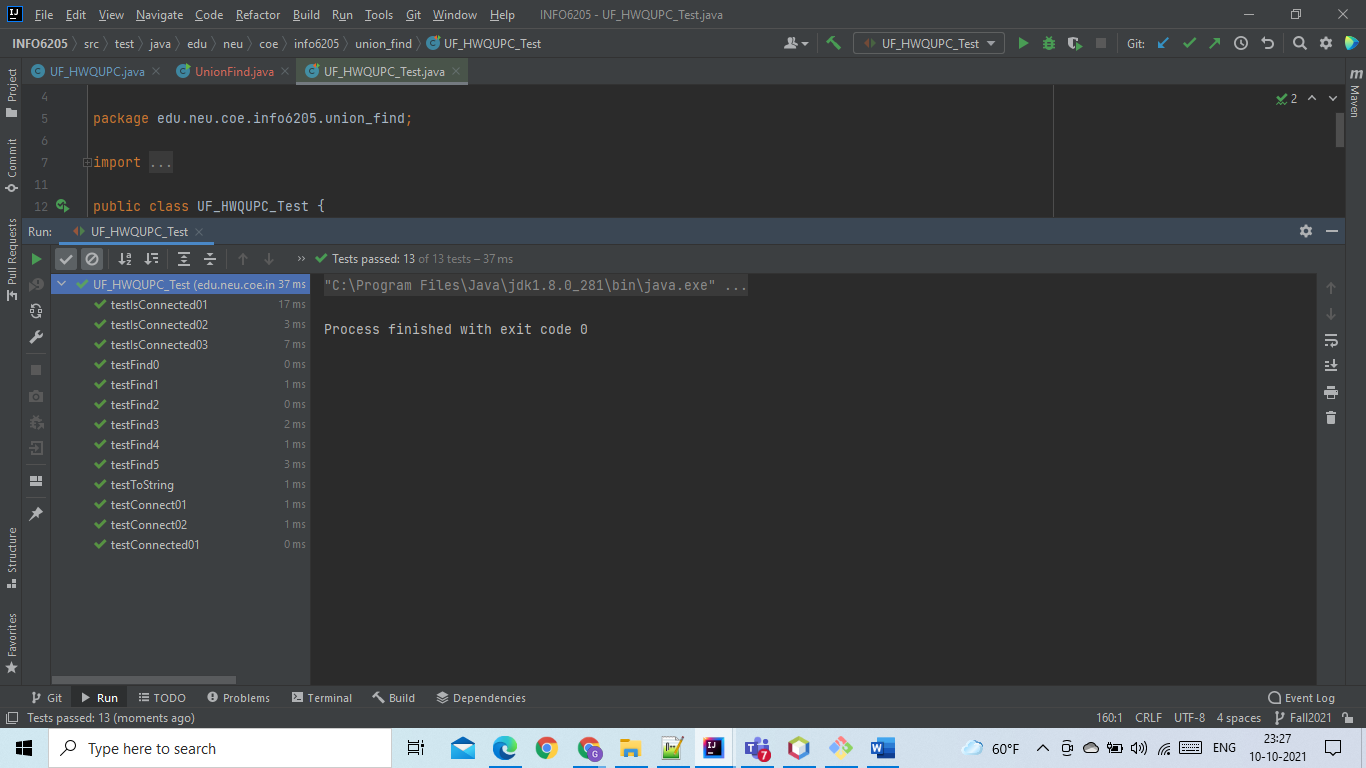 File Edit View Navigate Code Refactor Build Run Tools Git Window Help INFO6205 - UF_HWQUPC_Test.java
INFO6205 src test java edu neu coe info6205 union_find UF_HWQUPC_Test UF_HWQUPC_Test Git:
UF_HWQUPC.java UnionFind.java UF_HWQUPC_Test.java
Project
Commit
Pull Requests
Structure
Favorites
Maven
4
2
5 package edu.neu.coe.info6205.union_find;
6
7 import ...
11
12 public class UF_HWQUPC_Test {
Run: UF_HWQUPC_Test
Tests passed: 13 of 13 tests – 37 ms
UF_HWQUPC_Test (edu.neu.coe.in 37 ms
testIsConnected01 17 ms
testIsConnected02 3 ms
testIsConnected03 7 ms
testFind0 0 ms
testFind1 1 ms
testFind2 0 ms
testFind3 2 ms
testFind4 1 ms
testFind5 3 ms
testToString 1 ms
testConnect01 1 ms
testConnect02 1 ms
testConnected01 0 ms
"C:\Program Files\Java\jdk1.8.0_281\bin\java.exe" ...
Process finished with exit code 0
Git Run TODO Problems Terminal Build Dependencies Event Log
Tests passed: 13 (moments ago) 160:1 CRLF UTF-8 4 spaces Fall2021
Type here to search 7 60°F ENG 23:27
10-10-2021